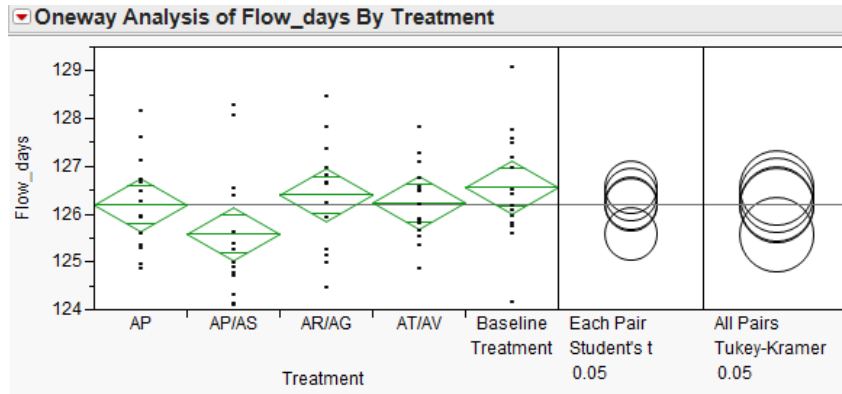 Oneway Analysis of Flow_days By Treatment
129
128
127
126
125
124
Flow_days
AP
AP/AS
AR/AG
AT/AV
Baseline
Treatment
Treatment
Each Pair
Student's t
0.05
All Pairs
Tukey-Kramer
0.05